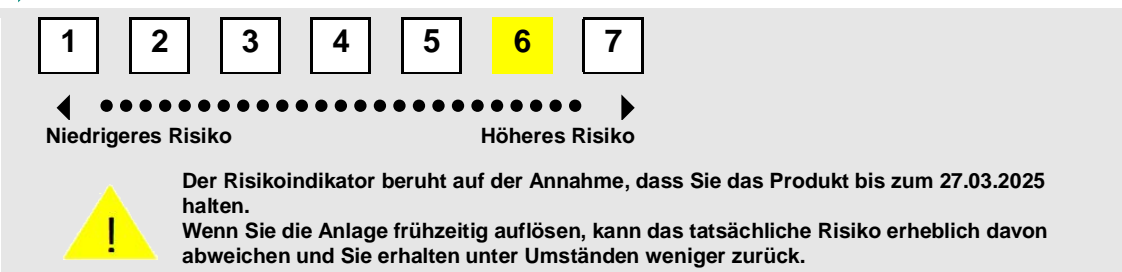 1 2 3 4 5 6 7
Niedrigeres Risiko Höheres Risiko
Der Risikoindikator beruht auf der Annahme, dass Sie das Produkt bis zum 27.03.2025
halten.
!
Wenn Sie die Anlage frühzeitig auflösen, kann das tatsächliche Risiko erheblich davon
abweichen und Sie erhalten unter Umständen weniger zurück.